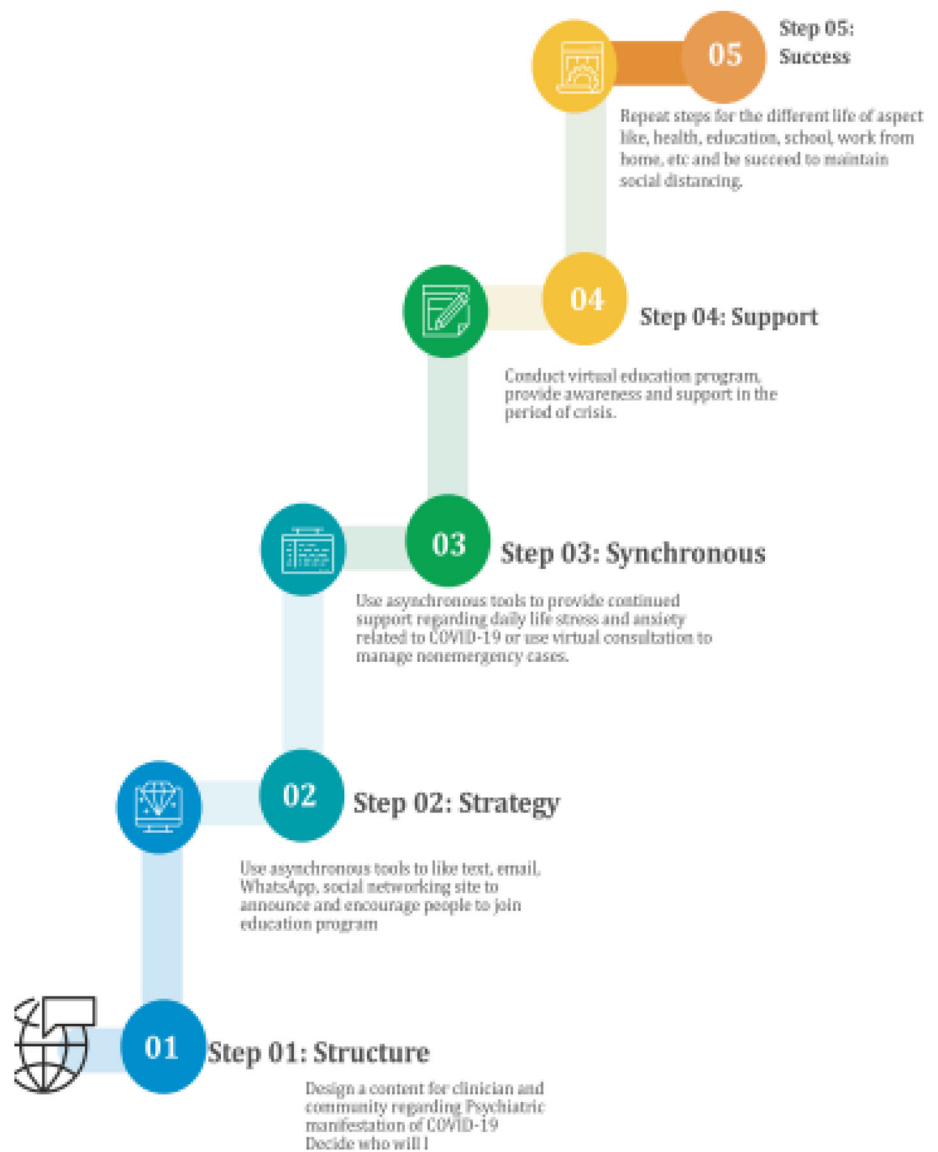 Step 05:
Success
05
Repeat steps for the different life of aspect
like, health, education, school, work from
home, etc and be succeed to maintain
social distancing.
04
Step 04: Support
Conduct virtual education program,
provide awareness and support in the
period of crisis.
03
Step 03: Synchronous
Use asynchronous tools to provide continued
support regarding daily life stress and anxiety
related to COVID-19 or use virtual consultation to
manage nonemergency cases.
02
Step 02: Strategy
Use asynchronous tools to like text, email,
WhatsApp, social networking site to
announce and encourage people to join
education program
01
Step 01: Structure
Design a content for clinician and
community regarding Psychiatric
manifestation of COVID-19
Decide who will l